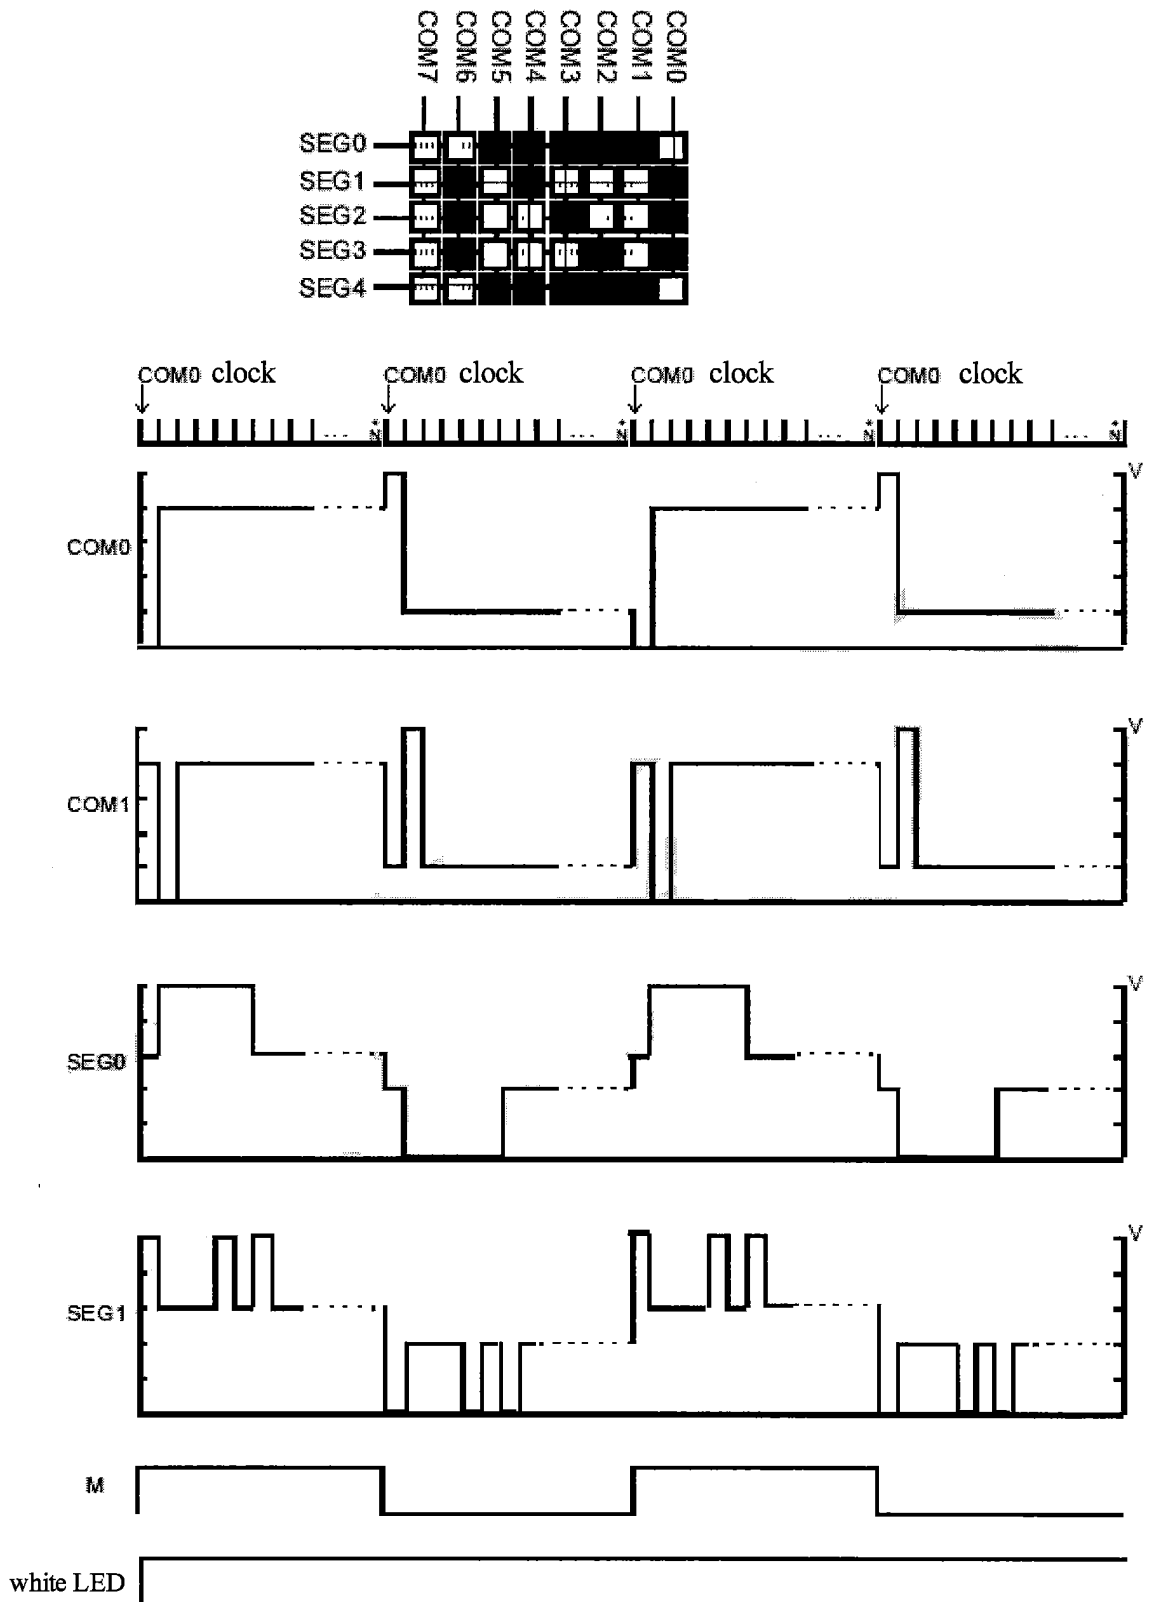 COM7 COM6 COM5 COM4 COM3 COM2 COM1 COM0
SEG0
SEG1
SEG2
SEG3
SEG4
COM0 clock COM0 clock COM0 clock COM0 clock
V
COM0
V
COM1
V
SEG0
V
SEG1
M
white LED